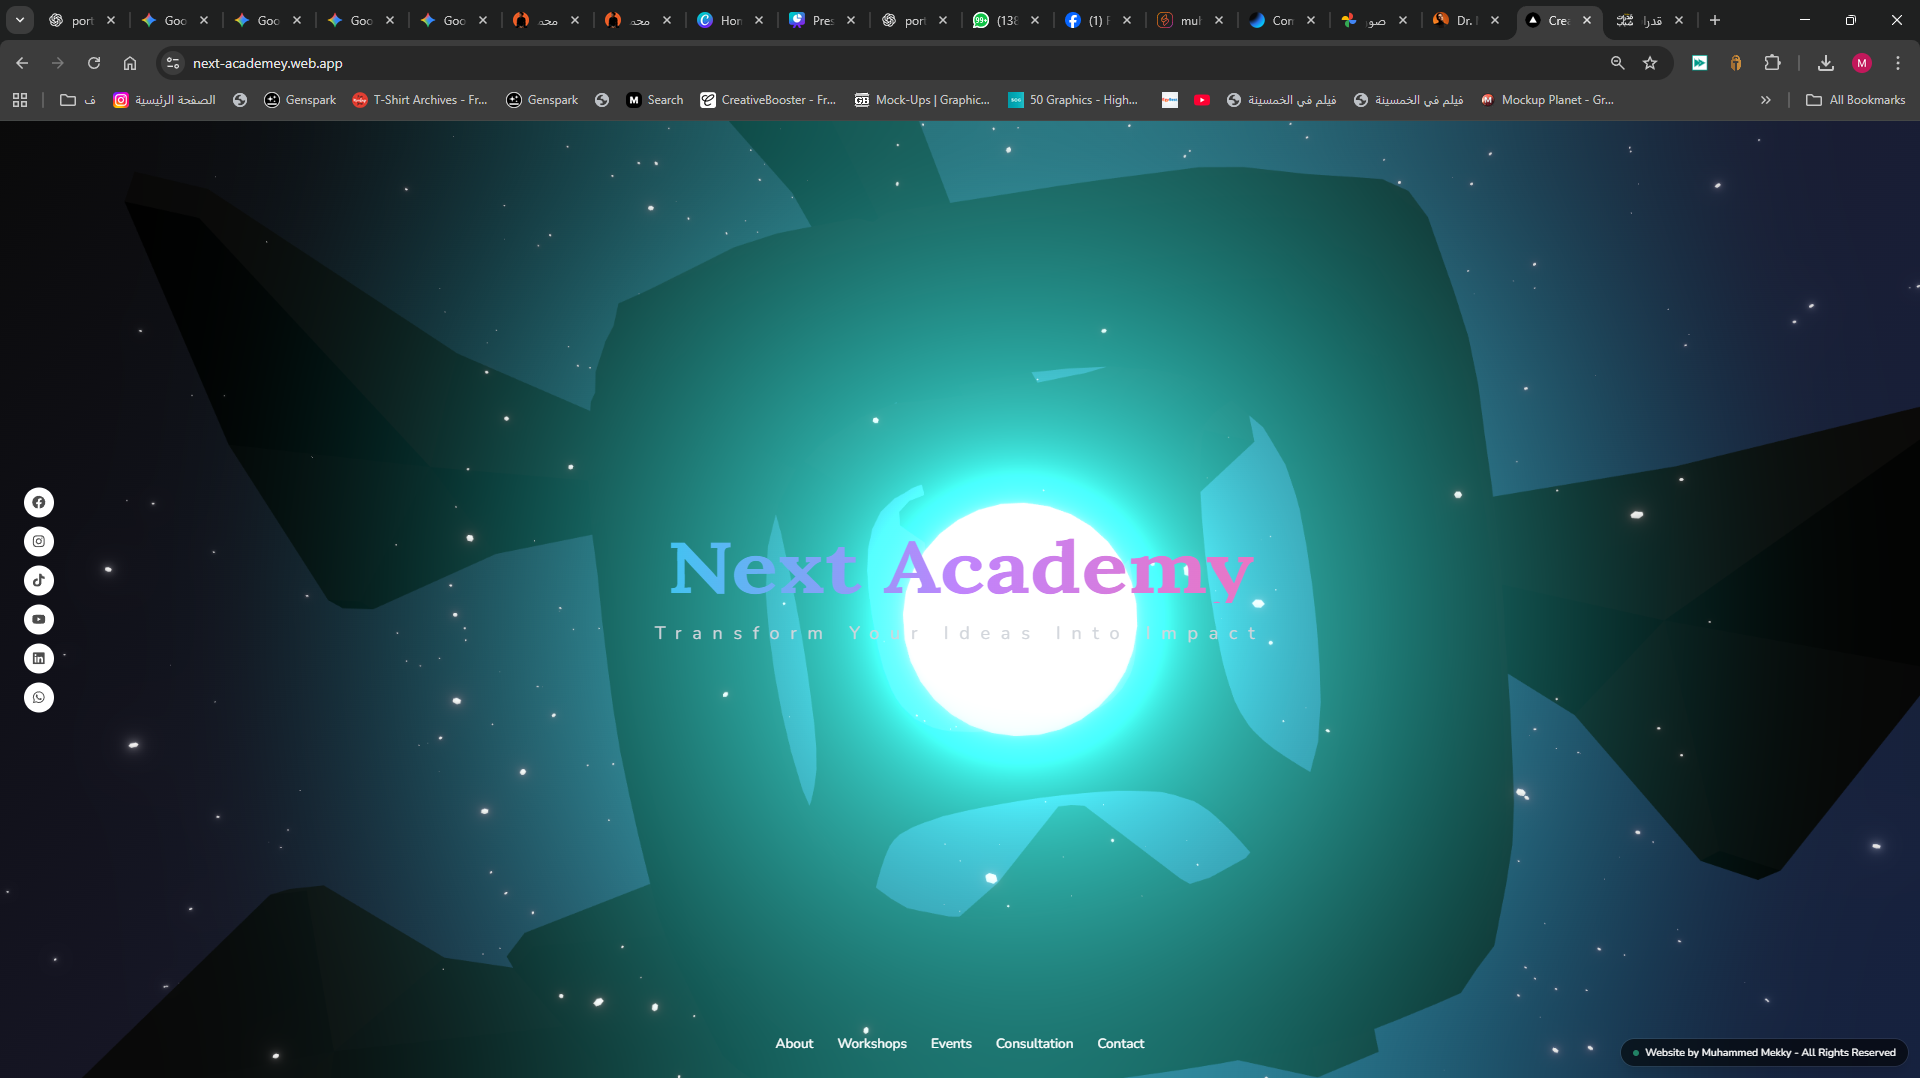 port
Goo
Goo
Goo
Goo
محم
محم
Hon
Pres
port
(138
(1) F
mul
Con
صور
Dr. I
Crea
قدرا
next-academey.web.app
M
ف
الصفحة الرئيسية
Genspark
T-Shirt Archives - Fr...
Genspark
Search
CreativeBooster - Fr...
Mock-Ups | Graphic...
50 Graphics - High...
فيلم في الخمسينة
فيلم في الخمسينة
Mockup Planet - Gr...
All Bookmarks
Next Academy
Transform Your Ideas Into Impact
About Workshops Events Consultation Contact
Website by Muhammed Mekky - All Rights Reserved